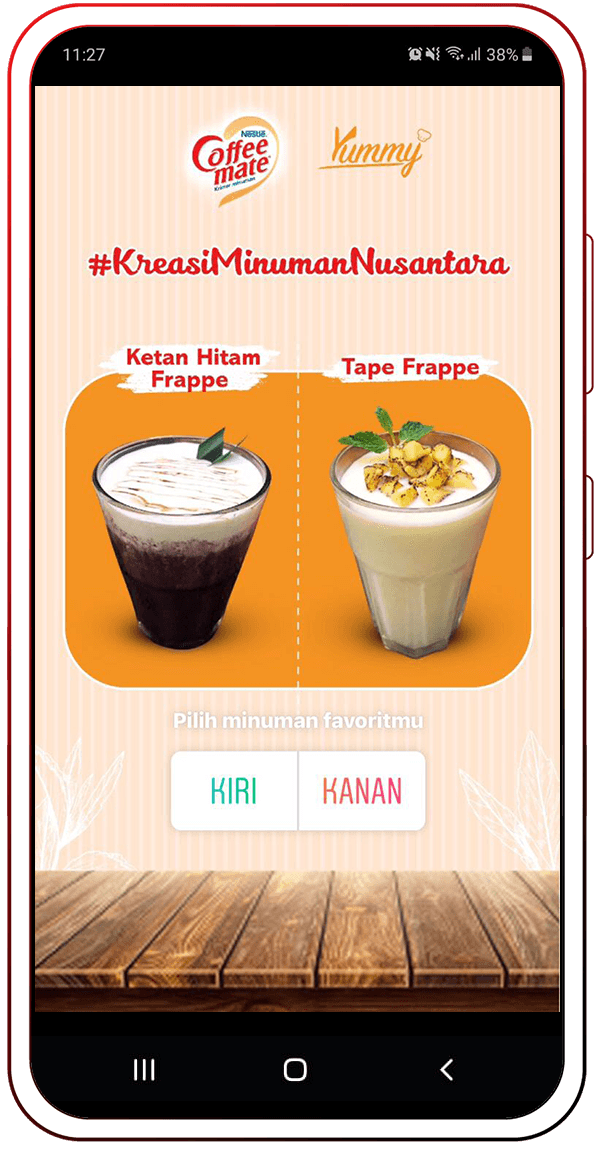 11:27
38%
Nestlé.
Coffee
mate
Krimer minuman
Yummy
#KreasiMinumanNusantara
Ketan Hitam
Frappe
Tape Frappe
Pilih minuman favoritmu
KIRI
KANAN